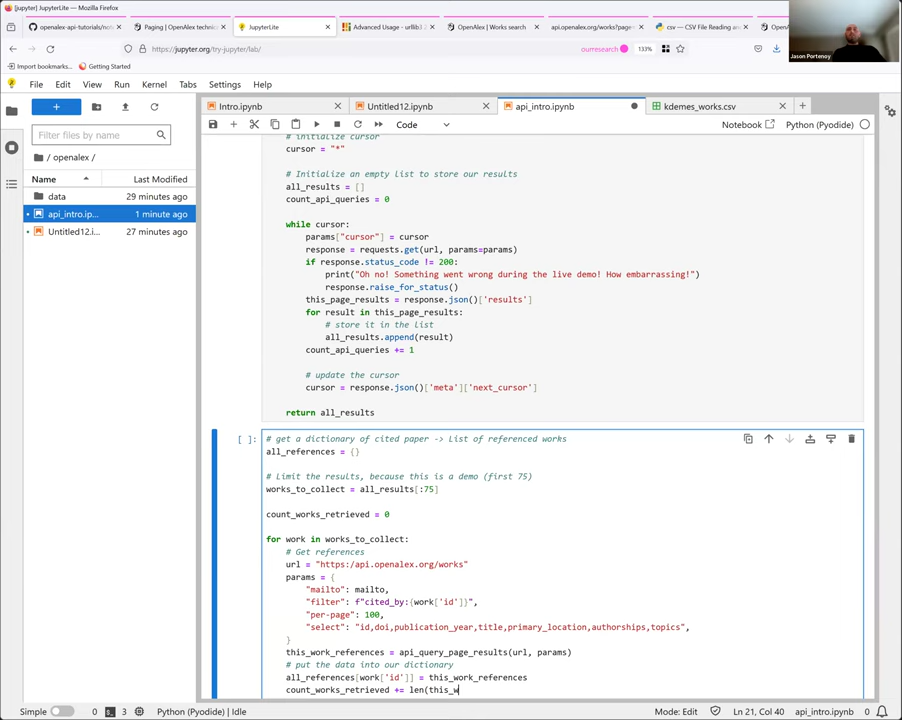 JupyterLite — Mozilla Firefox
openalex-api-tutorials/not
Paging | OpenAlex technic
JupyterLite
Advanced Usage - urllib3
OpenAlex | Works search
api.openalex.org/works?page
csv — CSV File Reading an
OpenA
https://jupyter.org/try-jupyter/lab/
ourresearch
133%
Jason Portenoy
Import bookmarks...
Getting Started
File Edit View Run Kernel Tabs Settings Help
Intro.ipynb
Untitled12.ipynb
api_intro.ipynb
kdemes_works.csv
Code
Notebook
Python (Pyodide)
Filter files by name
/ openalex /
Name
Last Modified
data 29 minutes ago
api_intro.ip... 1 minute ago
Untitled12.i... 27 minutes ago
# initialize cursor
cursor = "*"
# Initialize an empty list to store our results
all_results = []
count_api_queries = 0
while cursor:
params["cursor"] = cursor
response = requests.get(url, params=params)
if response.status_code != 200:
print("Oh no! Something went wrong during the live demo! How embarrassing!")
response.raise_for_status()
this_page_results = response.json()['results']
for result in this_page_results:
# store it in the list
all_results.append(result)
count_api_queries += 1
# update the cursor
cursor = response.json()['meta']['next_cursor']
return all_results
[ ]:
# get a dictionary of cited paper -> List of referenced works
all_references = {}
# Limit the results, because this is a demo (first 75)
works_to_collect = all_results[:75]
count_works_retrieved = 0
for work in works_to_collect:
# Get references
url = "https:/api.openalex.org/works"
params = {
"mailto": mailto,
"filter": f"cited_by:{work['id']}",
"per-page": 100,
"select": "id,doi,publication_year,title,primary_location,authorships,topics",
}
this_work_references = api_query_page_results(url, params)
# put the data into our dictionary
all_references[work['id']] = this_work_references
count_works_retrieved += len(this_w
Simple
0
3
Python (Pyodide) | Idle
Mode: Edit
Ln 21, Col 40
api_intro.ipynb
0